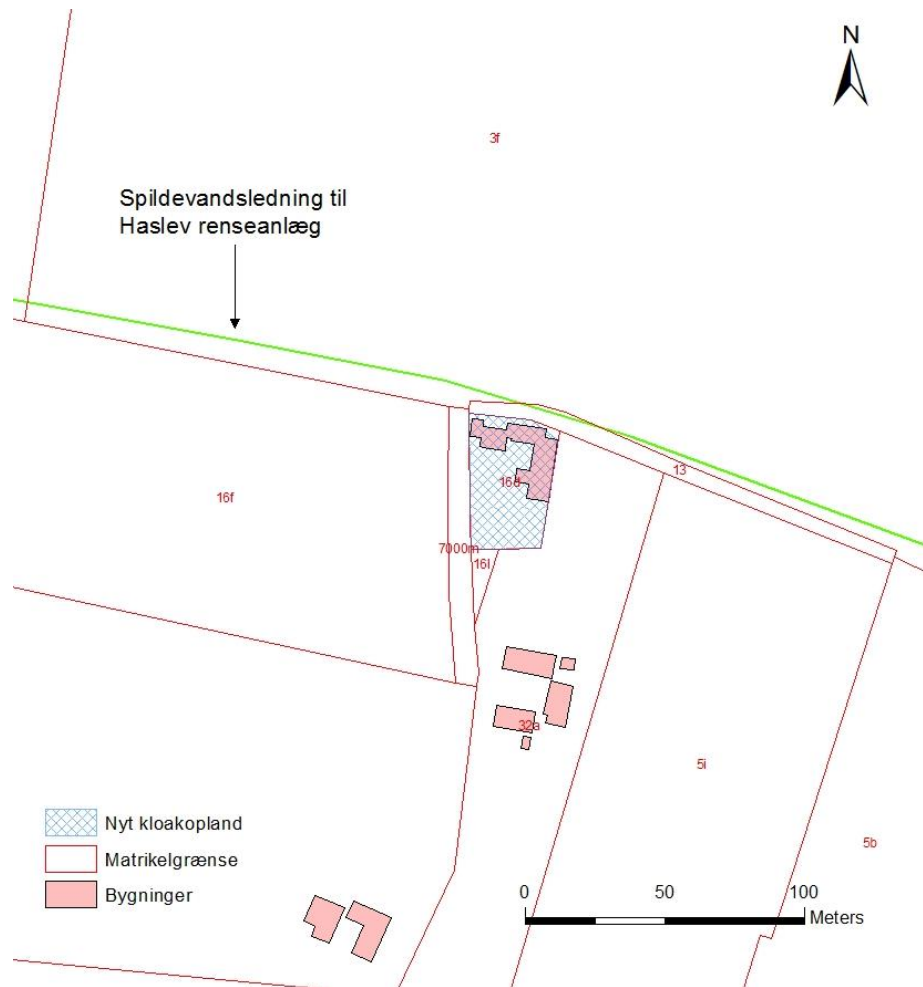 N
3f
Spildevandsledning til
Haslev renseanlæg
13
16d
16f
7000m
16l
32a
5i
5b
Nyt kloakopland
Matrikelgrænse
Bygninger
0 50 100
Meters